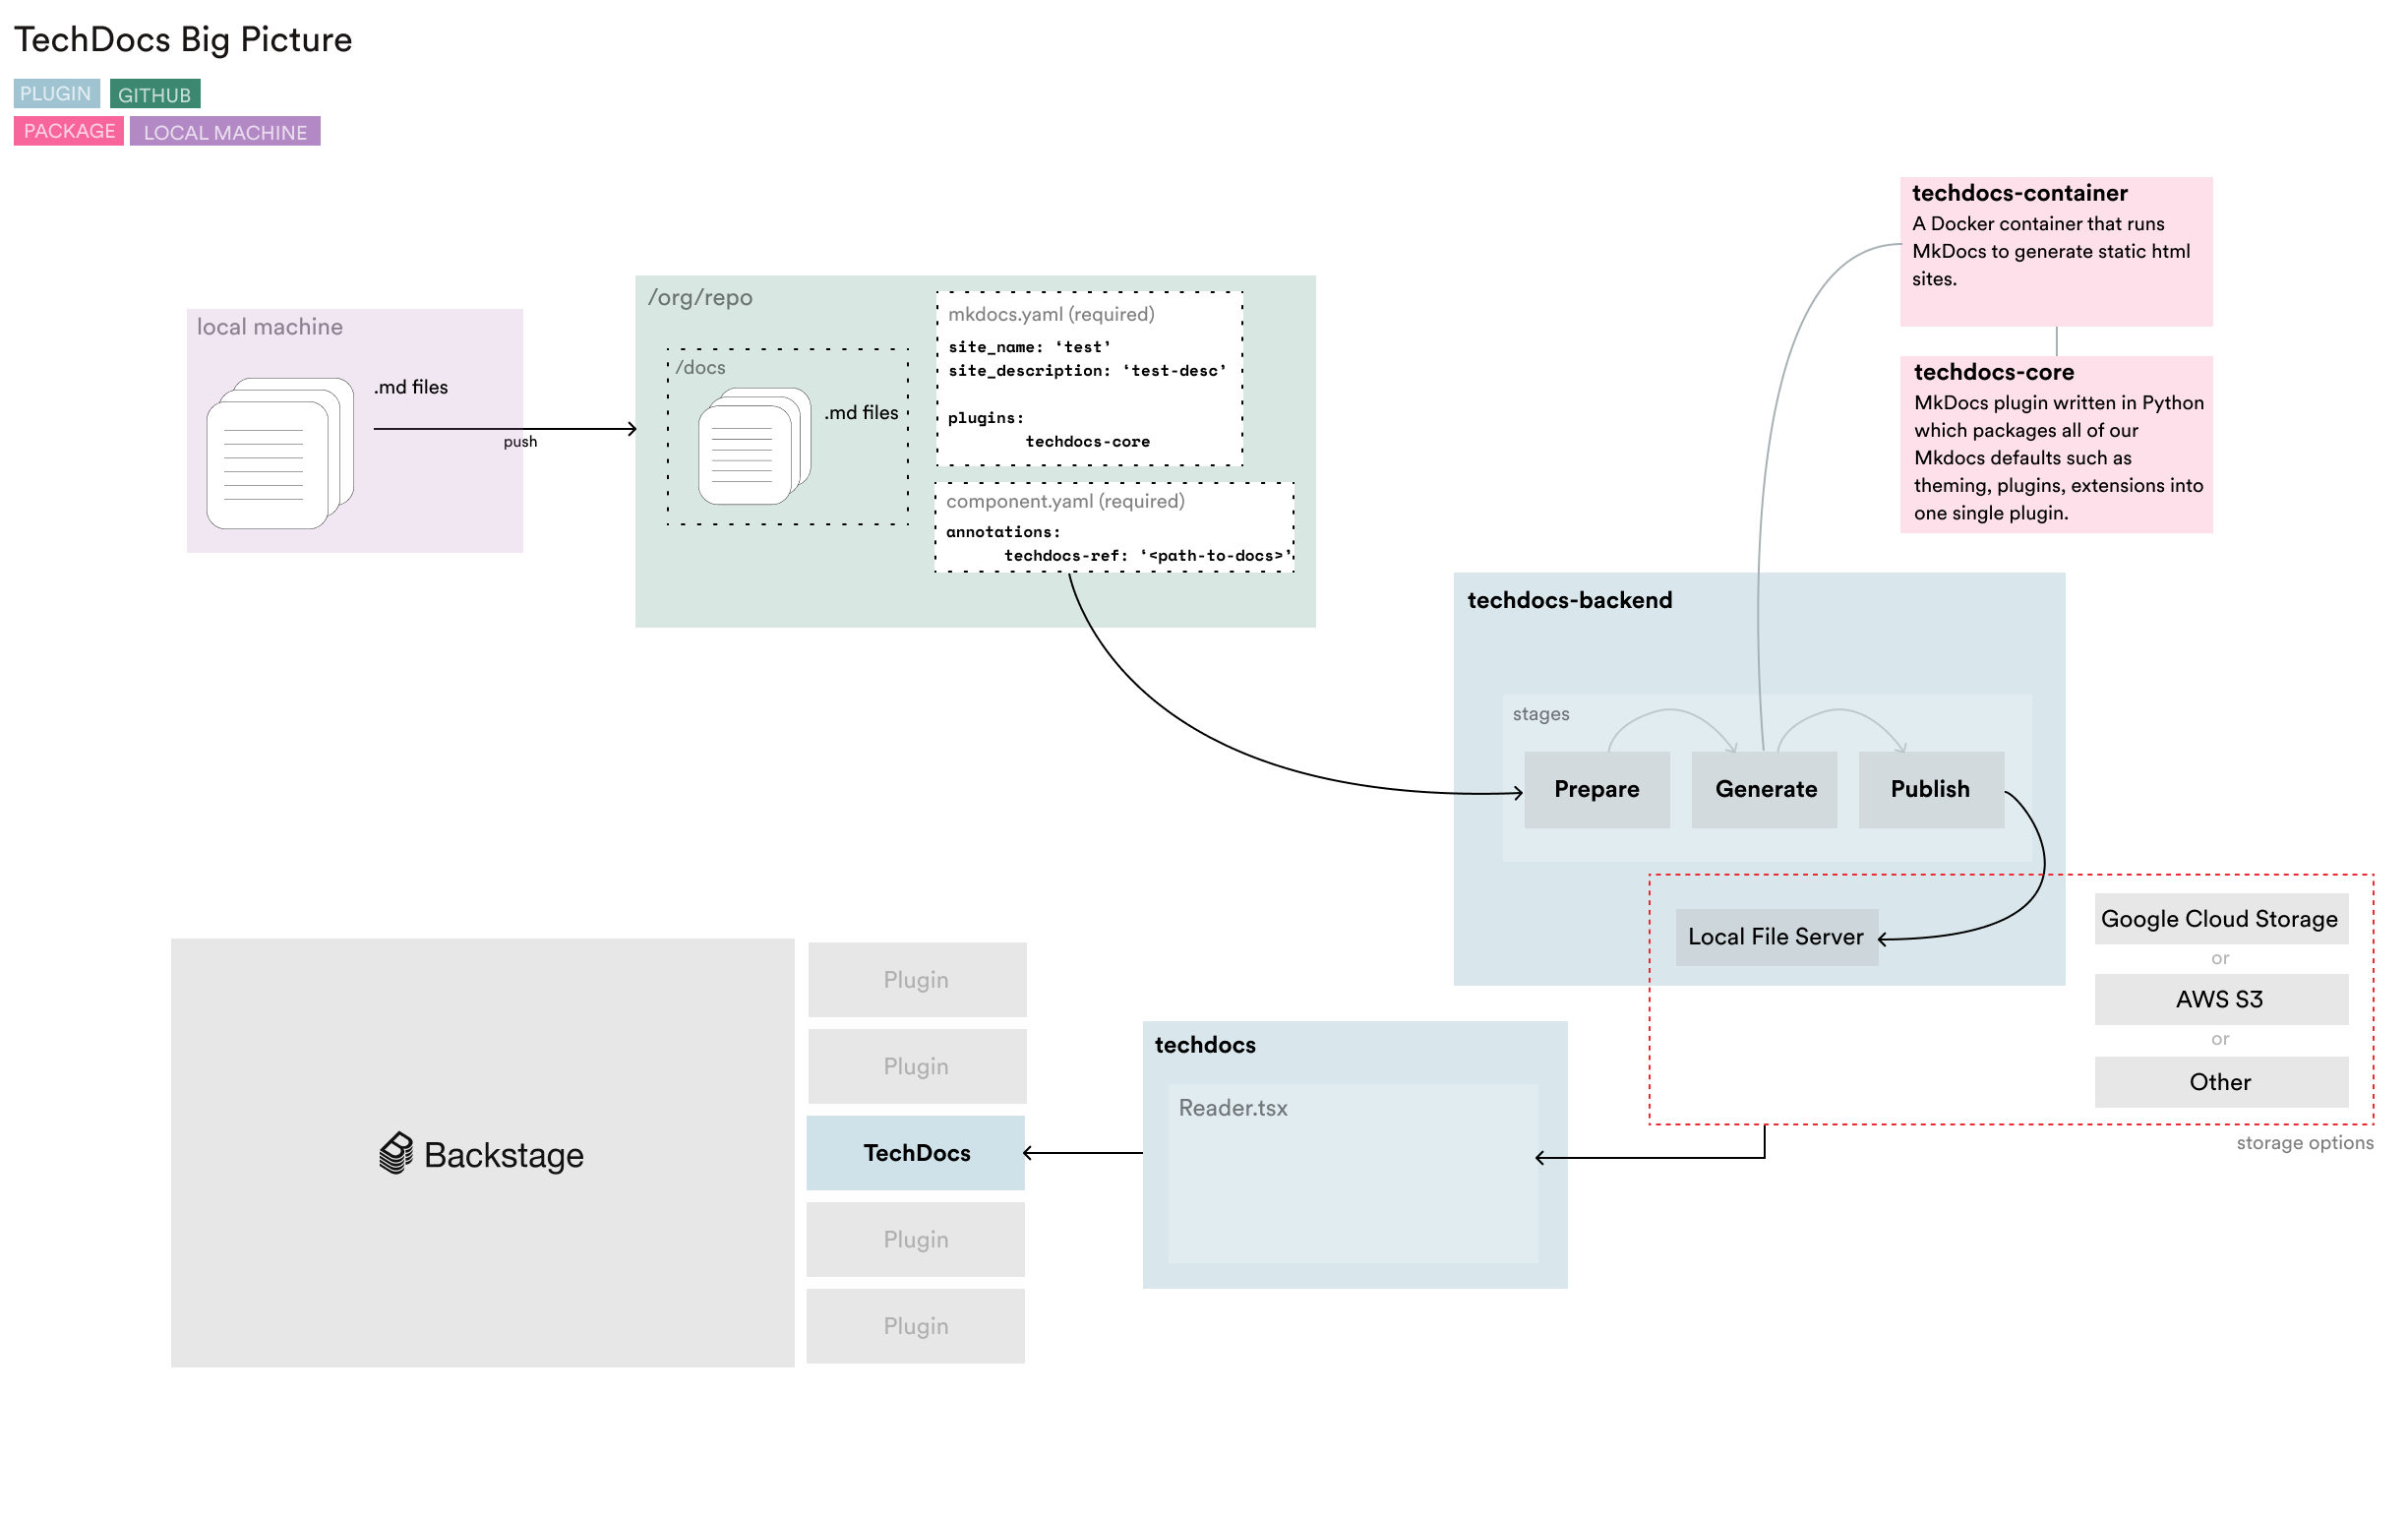 TechDocs Big Picture
PLUGIN
GITHUB
PACKAGE
LOCAL MACHINE
local machine
.md files
push
/org/repo
/docs
.md files
mkdocs.yaml (required)
site_name: ‘test’
site_description: ‘test-desc’
plugins:
techdocs-core
component.yaml (required)
annotations:
techdocs-ref: ‘<path-to-docs>’
techdocs-container
A Docker container that runs
MkDocs to generate static html
sites.
techdocs-core
MkDocs plugin written in Python
which packages all of our
Mkdocs defaults such as
theming, plugins, extensions into
one single plugin.
techdocs-backend
stages
Prepare
Generate
Publish
Local File Server
Google Cloud Storage
or
AWS S3
or
Other
storage options
techdocs
Reader.tsx
Plugin
Plugin
TechDocs
Plugin
Plugin
Backstage